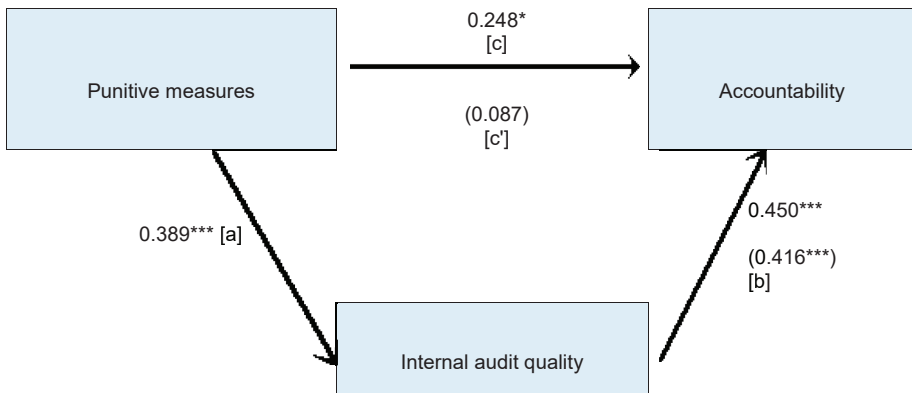 0.248*
[c]
Punitive measures
Accountability
(0.087)
[c']
0.450***
0.389*** [a]
(0.416***)
[b]
Internal audit quality